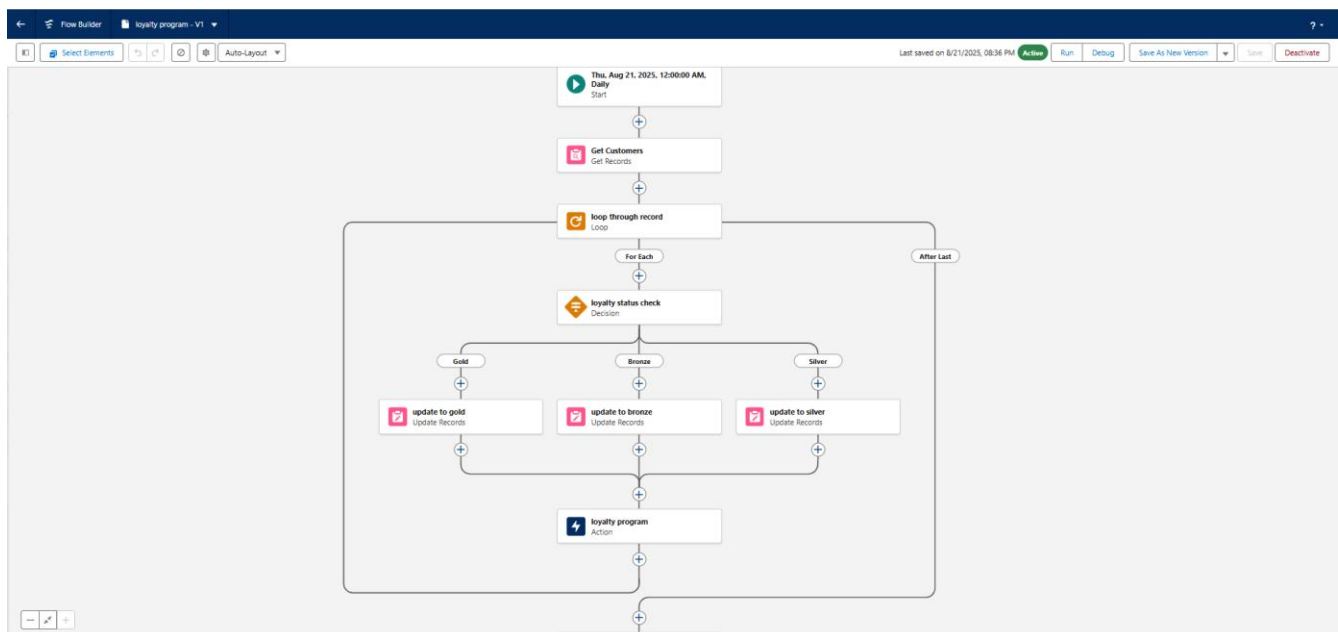 Flow Builder
loyalty program - V1
?
Select Elements
Auto-Layout
Last saved on 8/21/2025, 08:36 PM
Active
Run
Debug
Save As New Version
Save
Deactivate
Thu, Aug 21, 2025, 12:00:00 AM,
Daily
Start
Get Customers
Get Records
loop through record
Loop
For Each
After Last
loyalty status check
Decision
Gold
Bronze
Silver
update to gold
Update Records
update to bronze
Update Records
update to silver
Update Records
loyalty program
Action